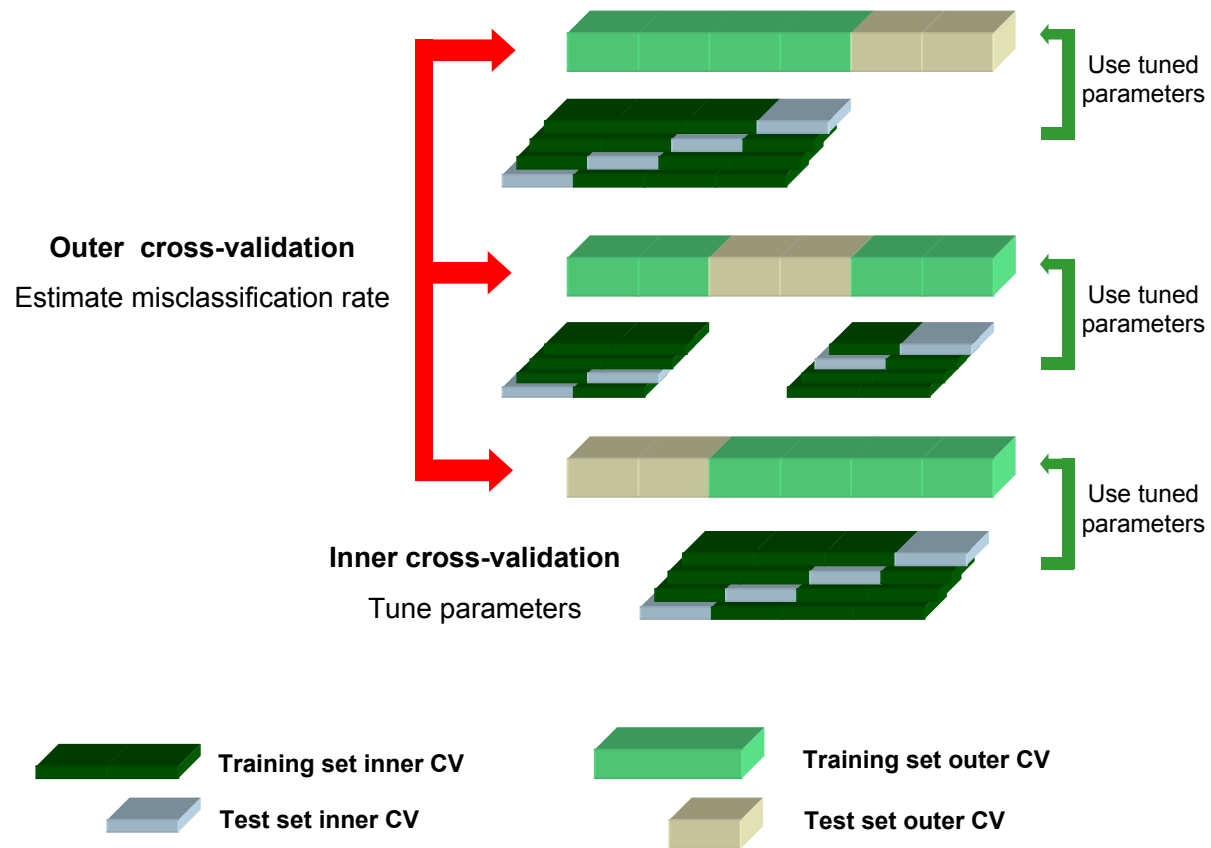 Use tuned
parameters
Outer cross-validation
Estimate misclassification rate
Use tuned
parameters
Use tuned
parameters
Inner cross-validation
Tune parameters
Training set inner CV
Training set outer CV
Test set inner CV
Test set outer CV